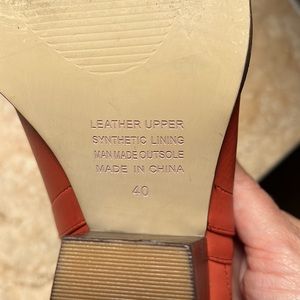 LEATHER UPPER
SYNTHETIC LINING
MAN MADE OUTSOLE
MADE IN CHINA
40